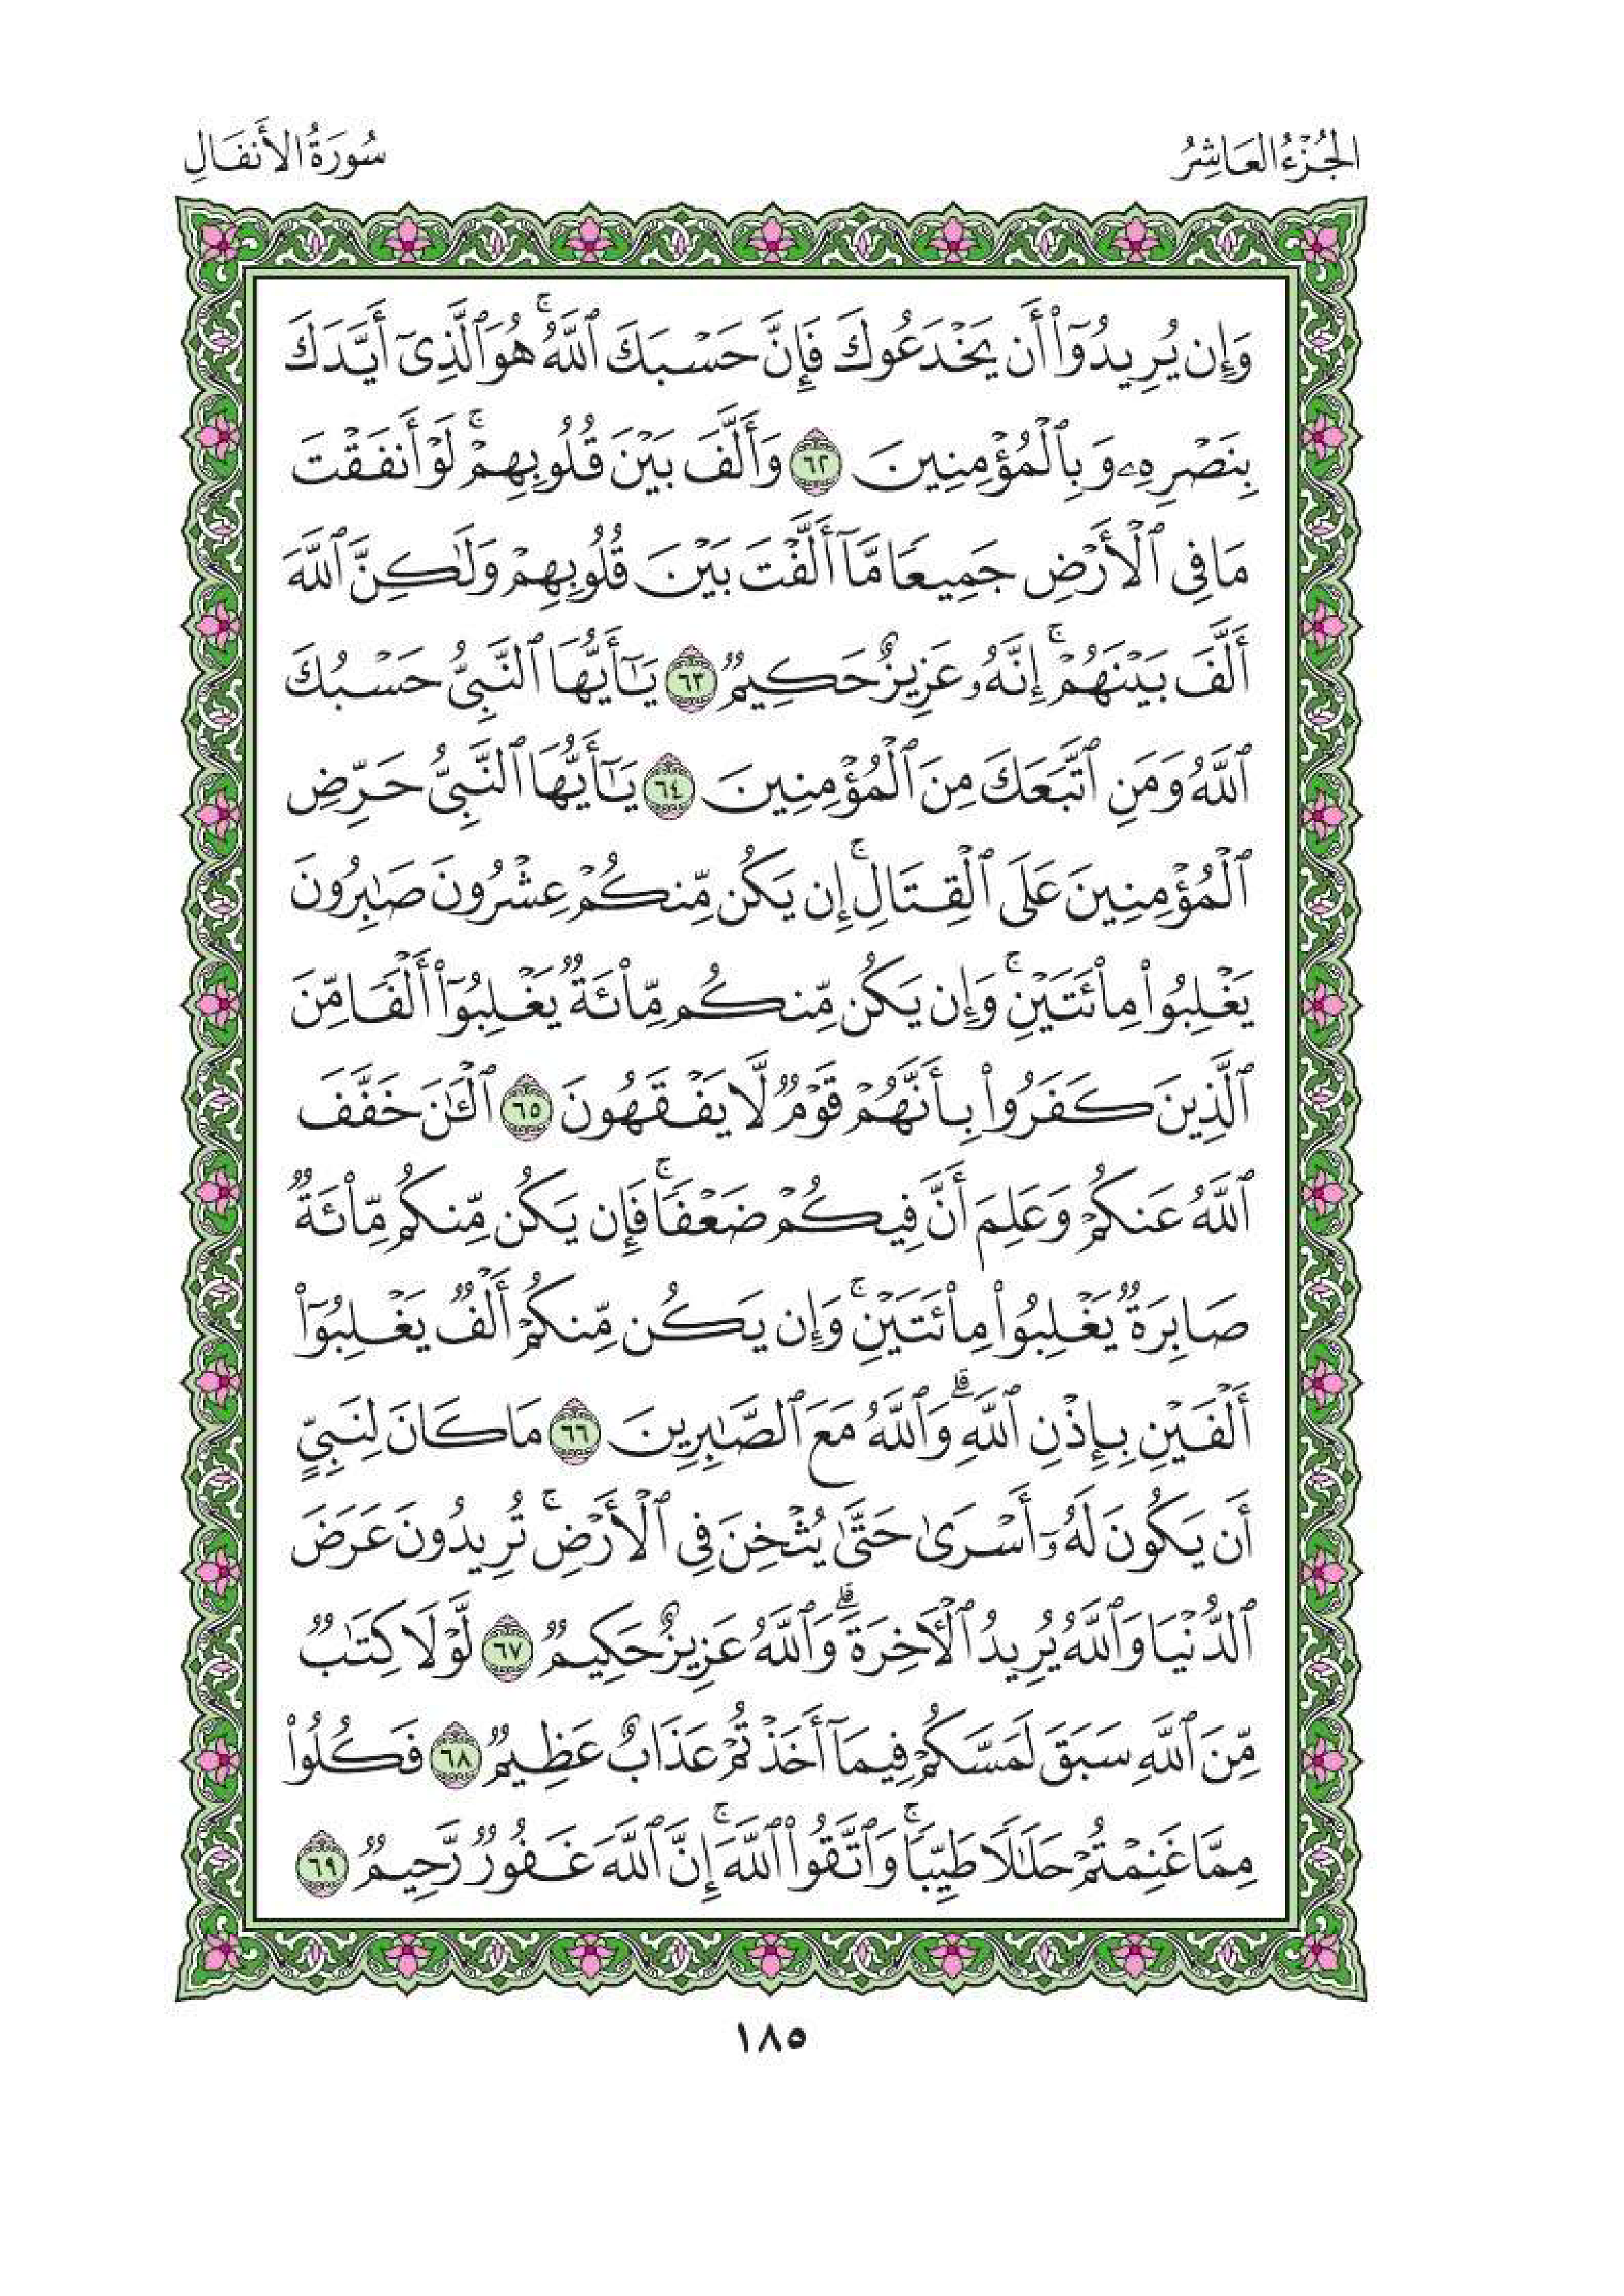 الجُزْءُ العَاشِرُ
سُورَةُ الأَنفَالِ
وَإِن يُرِيدُوٓا۟ أَن يَخۡدَعُوكَ فَإِنَّ حَسۡبَكَ ٱللَّهُۚ هُوَ ٱلَّذِىٓ أَيَّدَكَ
بِنَصۡرِهِۦ وَبِٱلۡمُؤۡمِنِينَ ٦٢ وَأَلَّفَ بَيۡنَ قُلُوبِهِمۡۚ لَوۡ أَنفَقۡتَ
مَا فِى ٱلۡأَرۡضِ جَمِيعٗا مَّآ أَلَّفۡتَ بَيۡنَ قُلُوبِهِمۡ وَلَٰكِنَّ ٱللَّهَ
أَلَّفَ بَيۡنَهُمۡۚ إِنَّهُۥ عَزِيزٌ حَكِيمٞ ٦٣ يَٰٓأَيُّهَا ٱلنَّبِىُّ حَسۡبُكَ
ٱللَّهُ وَمَنِ ٱتَّبَعَكَ مِنَ ٱلۡمُؤۡمِنِينَ ٦٤ يَٰٓأَيُّهَا ٱلنَّبِىُّ حَرِّضِ
ٱلۡمُؤۡمِنِينَ عَلَى ٱلۡقِتَالِۚ إِن يَكُن مِّنكُمۡ عِشۡرُونَ صَٰبِرُونَ
يَغۡلِبُوا۟ مِا۟ئَتَيۡنِۚ وَإِن يَكُن مِّنكُم مِّا۟ئَةٞ يَغۡلِبُوٓا۟ أَلۡفٗا مِّنَ
ٱلَّذِينَ كَفَرُوا۟ بِأَنَّهُمۡ قَوۡمٞ لَّا يَفۡقَهُونَ ٦٥ ٱلۡـَٰٔنَ خَفَّفَ
ٱللَّهُ عَنكُمۡ وَعَلِمَ أَنَّ فِيكُمۡ ضَعۡفٗاۚ فَإِن يَكُن مِّنكُم مِّا۟ئَةٞ
صَابِرَةٞ يَغۡلِبُوا۟ مِا۟ئَتَيۡنِۚ وَإِن يَكُن مِّنكُمۡ أَلۡفٞ يَغۡلِبُوٓا۟
أَلۡفَيۡنِ بِإِذۡنِ ٱللَّهِۗ وَٱللَّهُ مَعَ ٱلصَّٰبِرِينَ ٦٦ مَا كَانَ لِنَبِىٍّ
أَن يَكُونَ لَهُۥٓ أَسۡرَىٰ حَتَّىٰ يُثۡخِنَ فِى ٱلۡأَرۡضِۚ تُرِيدُونَ عَرَضَ
ٱلدُّنۡيَا وَٱللَّهُ يُرِيدُ ٱلۡأٓخِرَةَۗ وَٱللَّهُ عَزِيزٌ حَكِيمٞ ٦٧ لَّوۡلَا كِتَٰبٞ
مِّنَ ٱللَّهِ سَبَقَ لَمَسَّكُمۡ فِيمَآ أَخَذۡتُمۡ عَذَابٌ عَظِيمٞ ٦٨ فَكُلُوا۟
مِمَّا غَنِمۡتُمۡ حَلَٰلٗا طَيِّبٗاۚ وَٱتَّقُوا۟ ٱللَّهَۚ إِنَّ ٱللَّهَ غَفُورٞ رَّحِيمٞ ٦٩
١٨٥